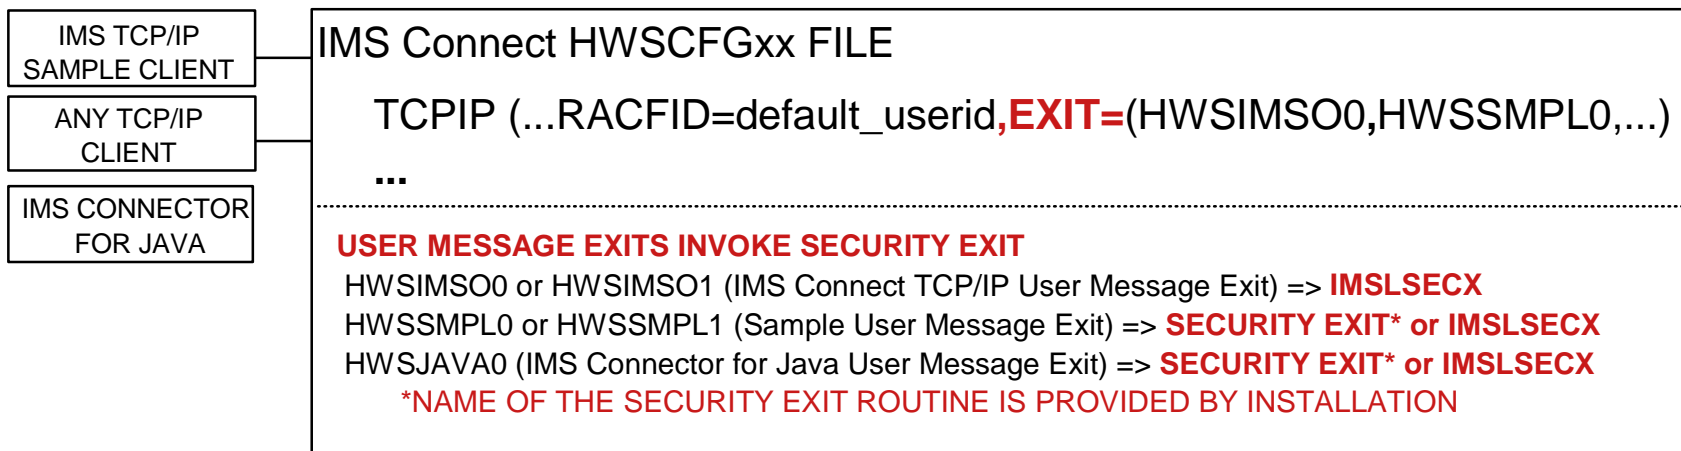 IMS TCP/IP
SAMPLE CLIENT
ANY TCP/IP
CLIENT
IMS CONNECTOR
FOR JAVA
IMS Connect HWSCFGxx FILE
TCPIP (...RACFID=default_userid,EXIT=(HWSIMSO0,HWSSMPL0,...)
...
USER MESSAGE EXITS INVOKE SECURITY EXIT
HWSIMSO0 or HWSIMSO1 (IMS Connect TCP/IP User Message Exit) => IMSLSECX
HWSSMPL0 or HWSSMPL1 (Sample User Message Exit) => SECURITY EXIT* or IMSLSECX
HWSJAVA0 (IMS Connector for Java User Message Exit) => SECURITY EXIT* or IMSLSECX
*NAME OF THE SECURITY EXIT ROUTINE IS PROVIDED BY INSTALLATION